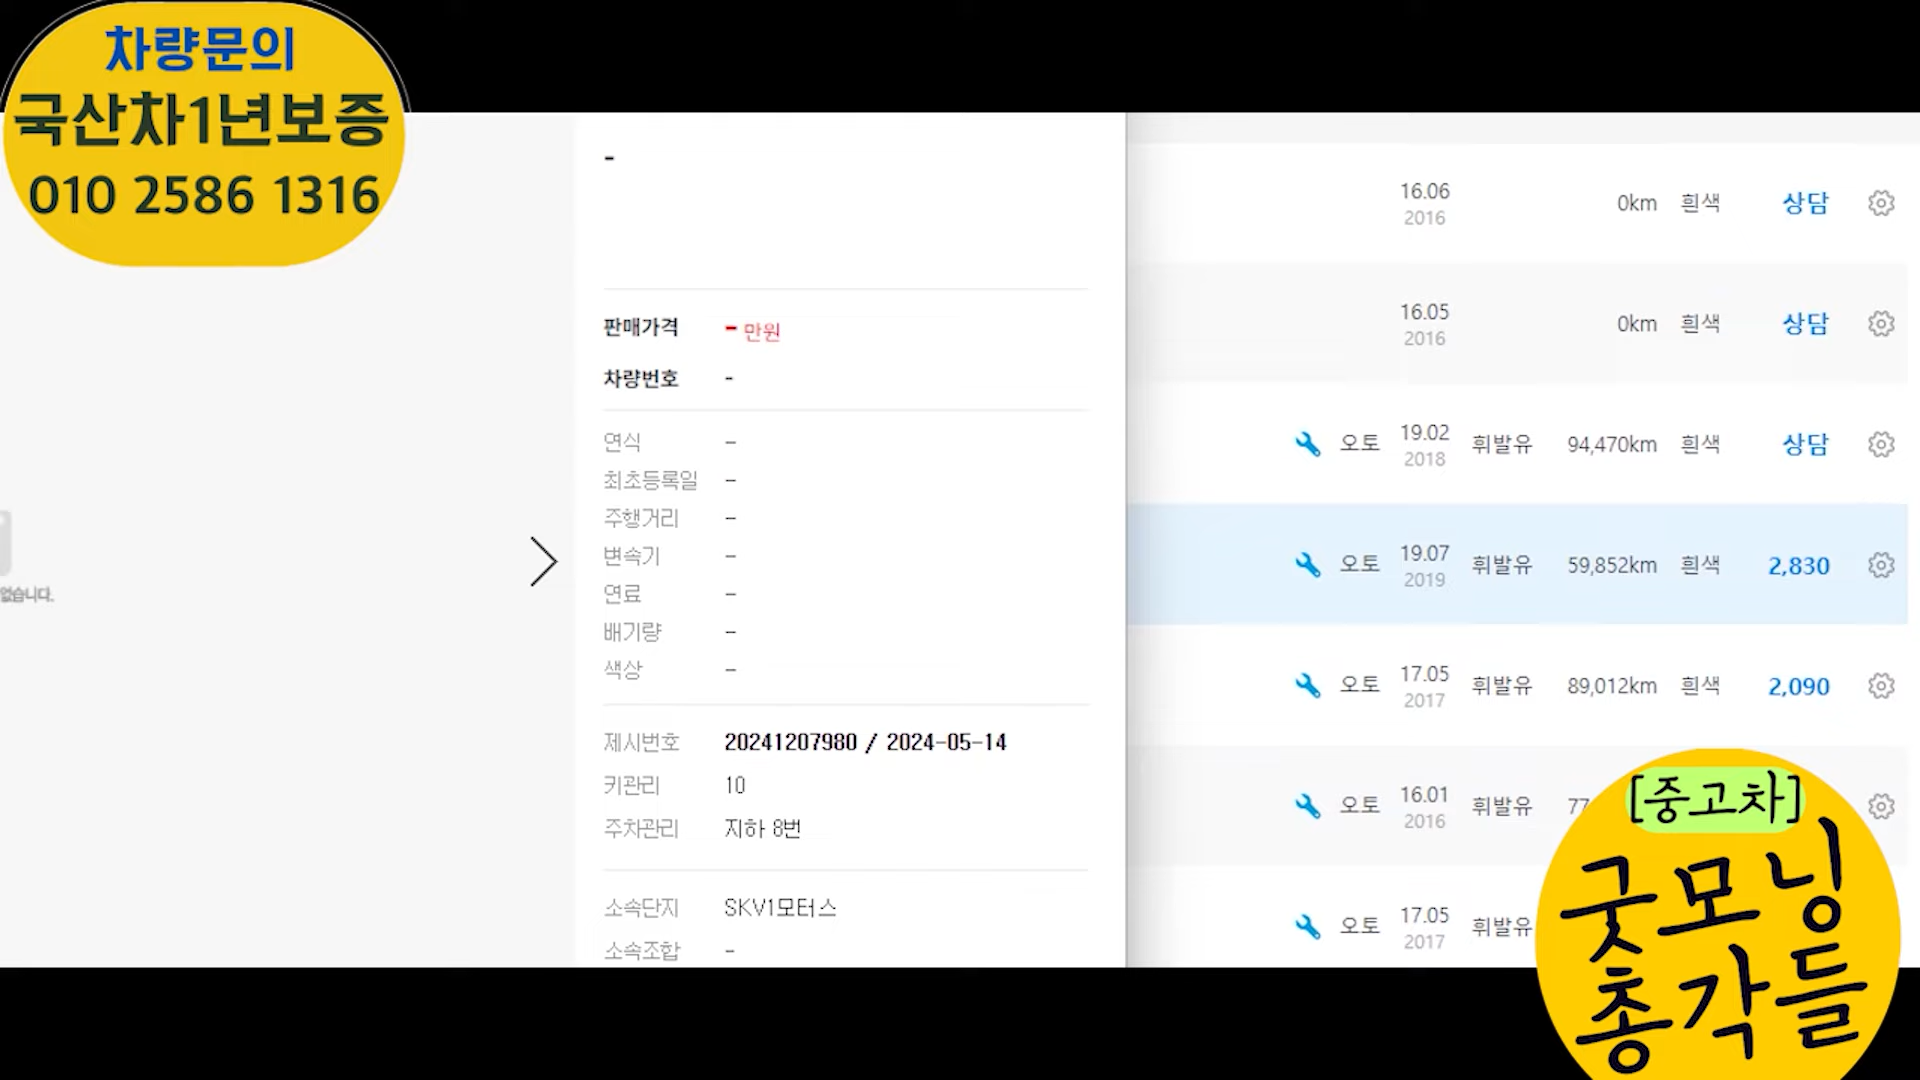 차량문의
국산차1년보증
010 2586 1316
없습니다.
-
판매가격 - 만원
차량번호 -
연식 -
최초등록일 -
주행거리 -
변속기 -
연료 -
배기량 -
색상 -
제시번호 20241207980 / 2024-05-14
키관리 10
주차관리 지하 8번
소속단지 SKV1모터스
소속조합 -
16.06 0km 흰색 상담
2016
16.05 0km 흰색 상담
2016
오토 19.02 휘발유 94,470km 흰색 상담
2018
오토 19.07 휘발유 59,852km 흰색 2,830
2019
오토 17.05 휘발유 89,012km 흰색 2,090
2017
오토 16.01 휘발유 77
2016
오토 17.05 휘발유
2017
[중고차]
굿모닝
총각들